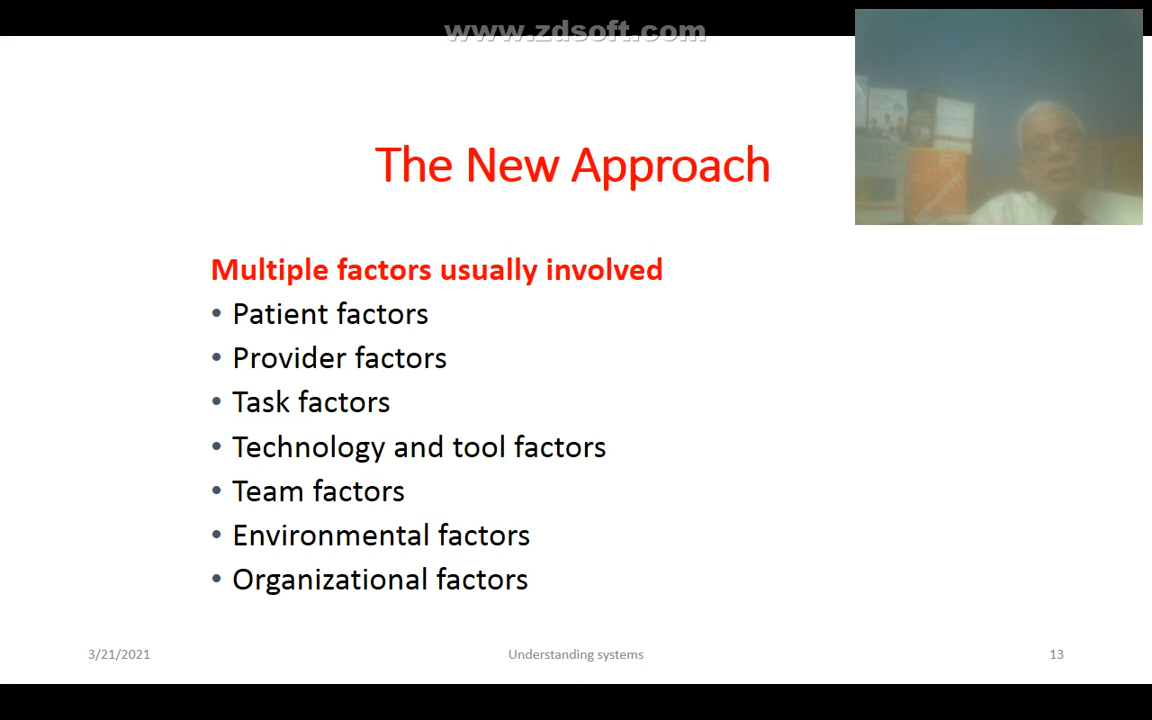 www.zdsoft.com
The New Approach
Multiple factors usually involved
• Patient factors
• Provider factors
• Task factors
• Technology and tool factors
• Team factors
• Environmental factors
• Organizational factors
3/21/2021
Understanding systems
13